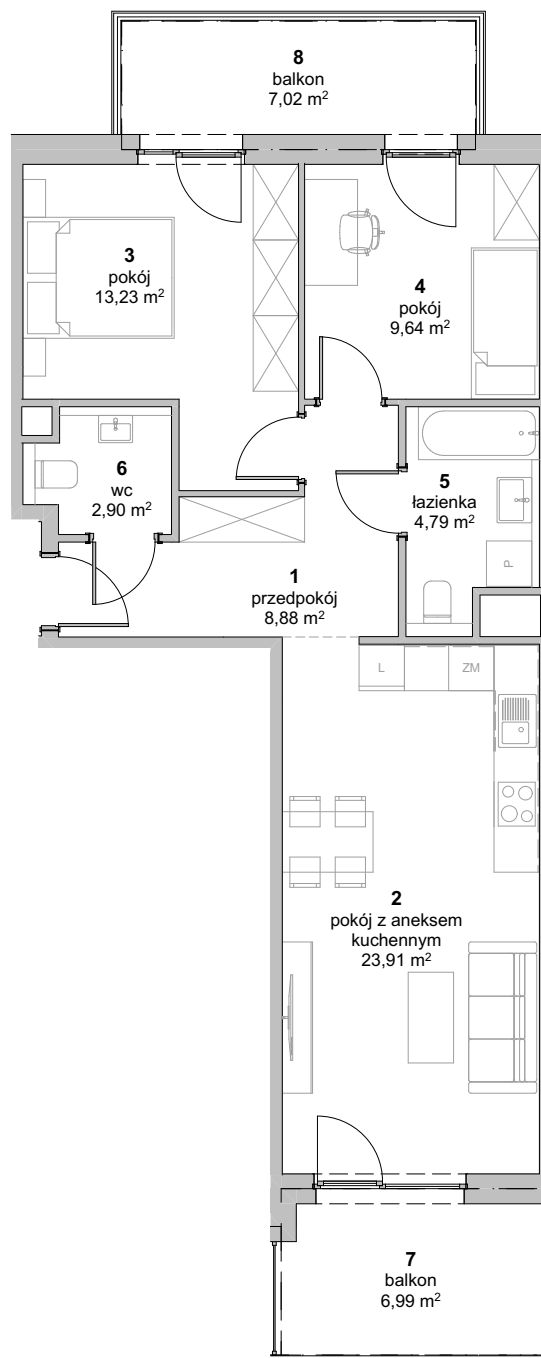 8
balkon
7,02 m²
3
pokój
13,23 m²
4
pokój
9,64 m²
6
wc
2,90 m²
5
łazienka
4,79 m²
P
1
przedpokój
8,88 m²
L
ZM
2
pokój z aneksem
kuchennym
23,91 m²
7
balkon
6,99 m²